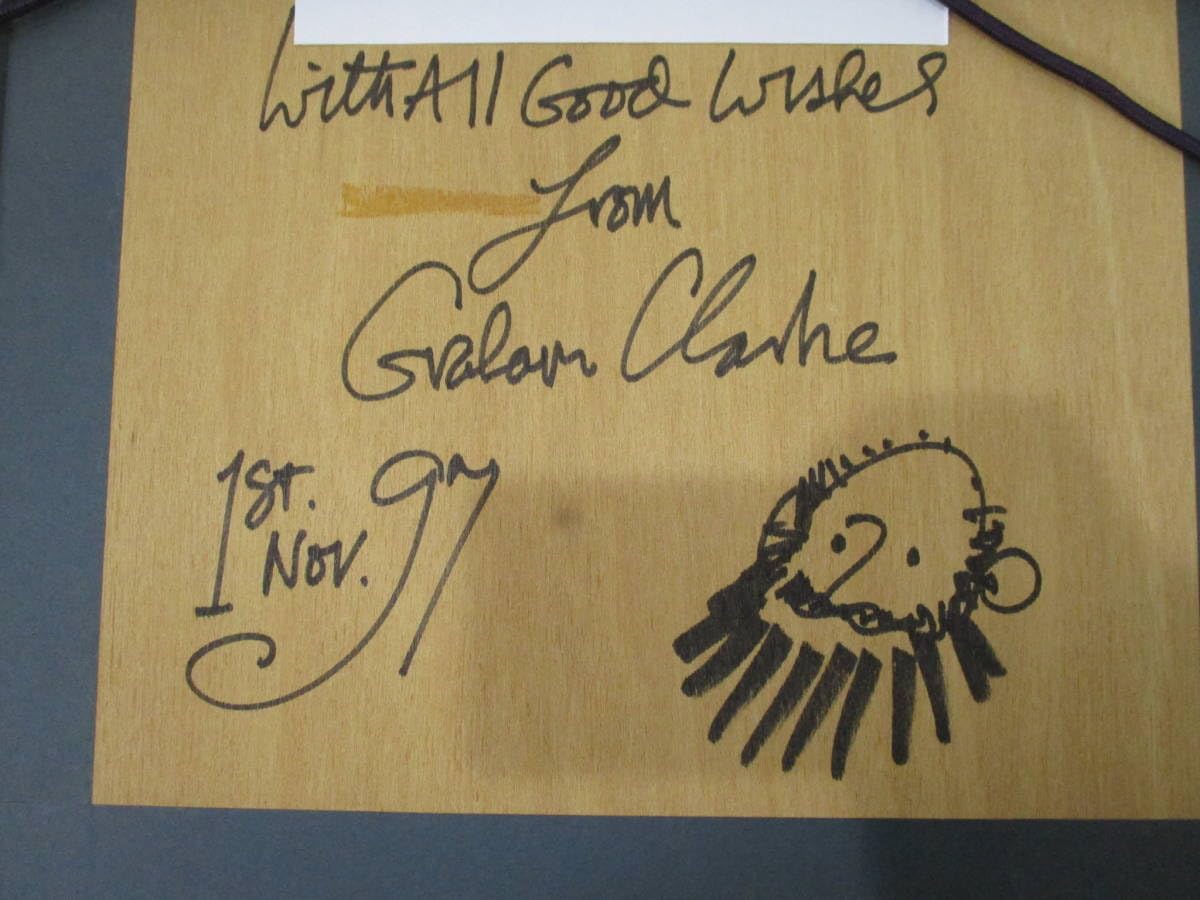 With All Good Wishes
from
Graham Clarke
1st.
Nov. 97